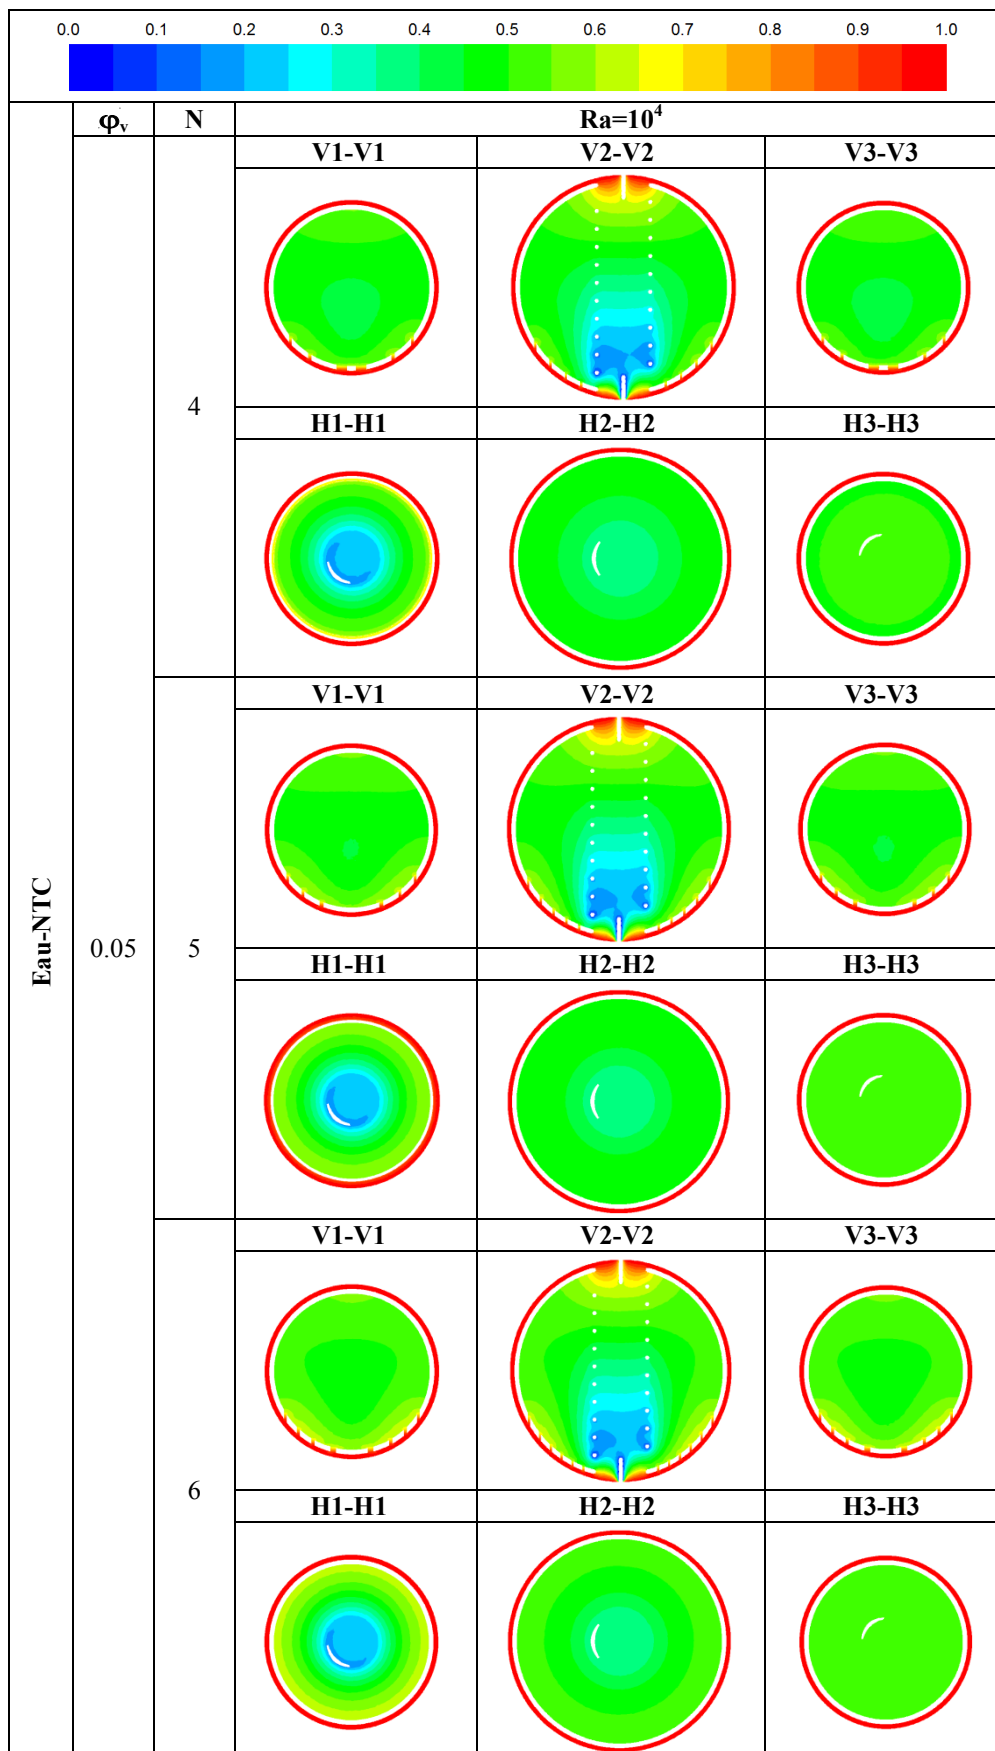 0.0 0.1 0.2 0.3 0.4 0.5 0.6 0.7 0.8 0.9 1.0
φv N Ra=10⁴
V1-V1 V2-V2 V3-V3
4
H1-H1 H2-H2 H3-H3
V1-V1 V2-V2 V3-V3
Eau-NTC
0.05 5
H1-H1 H2-H2 H3-H3
V1-V1 V2-V2 V3-V3
6
H1-H1 H2-H2 H3-H3